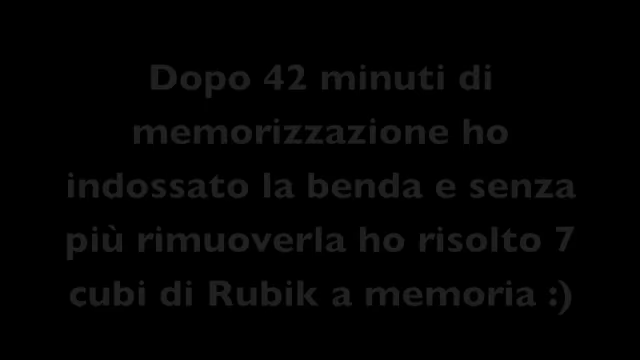 Dopo 42 minuti di
memorizzazione ho
indossato la benda e senza
più rimuoverla ho risolto 7
cubi di Rubik a memoria :)